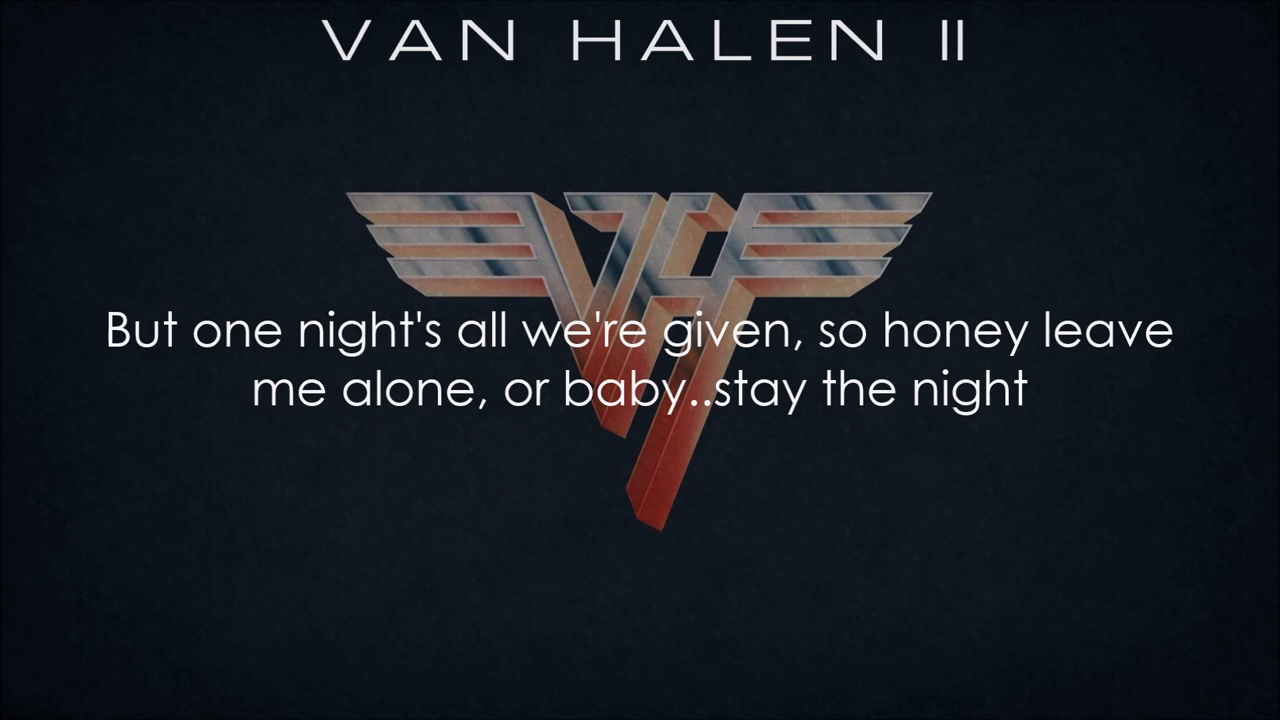 VAN HALEN II
But one night's all we're given, so honey leave
me alone, or baby..stay the night